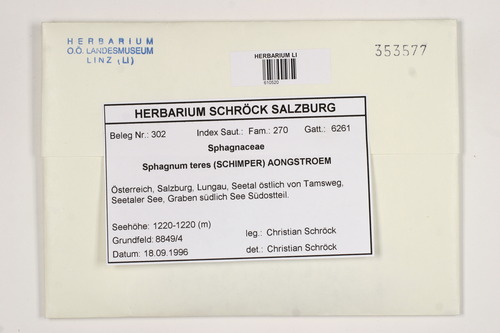 HERBARIUM
O.Ö. LANDESMUSEUM
LINZ (LI)
HERBARIUM LI
610520
353577
HERBARIUM SCHRÖCK SALZBURG
Beleg Nr.: 302 Index Saut.: Fam.: 270 Gatt.: 6261
Sphagnaceae
Sphagnum teres (SCHIMPER) AONGSTROEM
Österreich, Salzburg, Lungau, Seetal östlich von Tamsweg,
Seetaler See, Graben südlich See Südostteil.
Seehöhe: 1220-1220 (m)
Grundfeld: 8849/4 leg.: Christian Schröck
Datum: 18.09.1996 det.: Christian Schröck